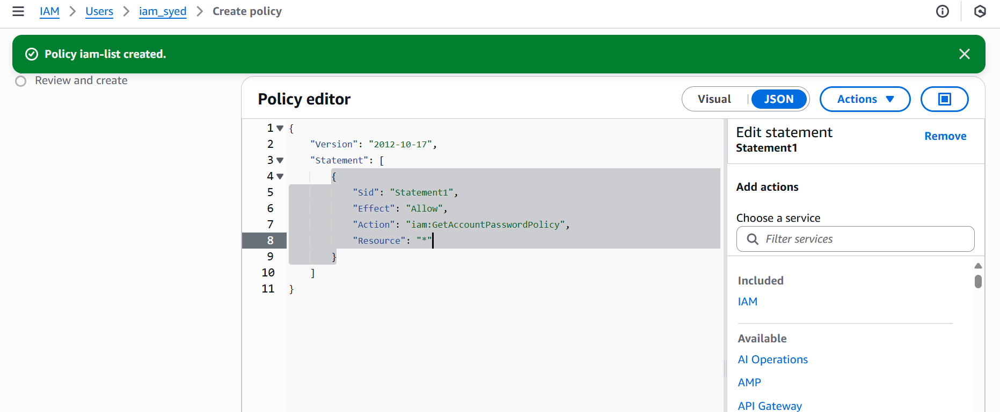 IAM > Users > iam_syed > Create policy
Policy iam-list created.
Review and create
Policy editor
Visual | JSON
Actions
1 {
2 "Version": "2012-10-17",
3 "Statement": [
4 {
5 "Sid": "Statement1",
6 "Effect": "Allow",
7 "Action": "iam:GetAccountPasswordPolicy",
8 "Resource": "*"
9 }
10 ]
11 }
Edit statement
Remove
Statement1
Add actions
Choose a service
Filter services
Included
IAM
Available
AI Operations
AMP
API Gateway